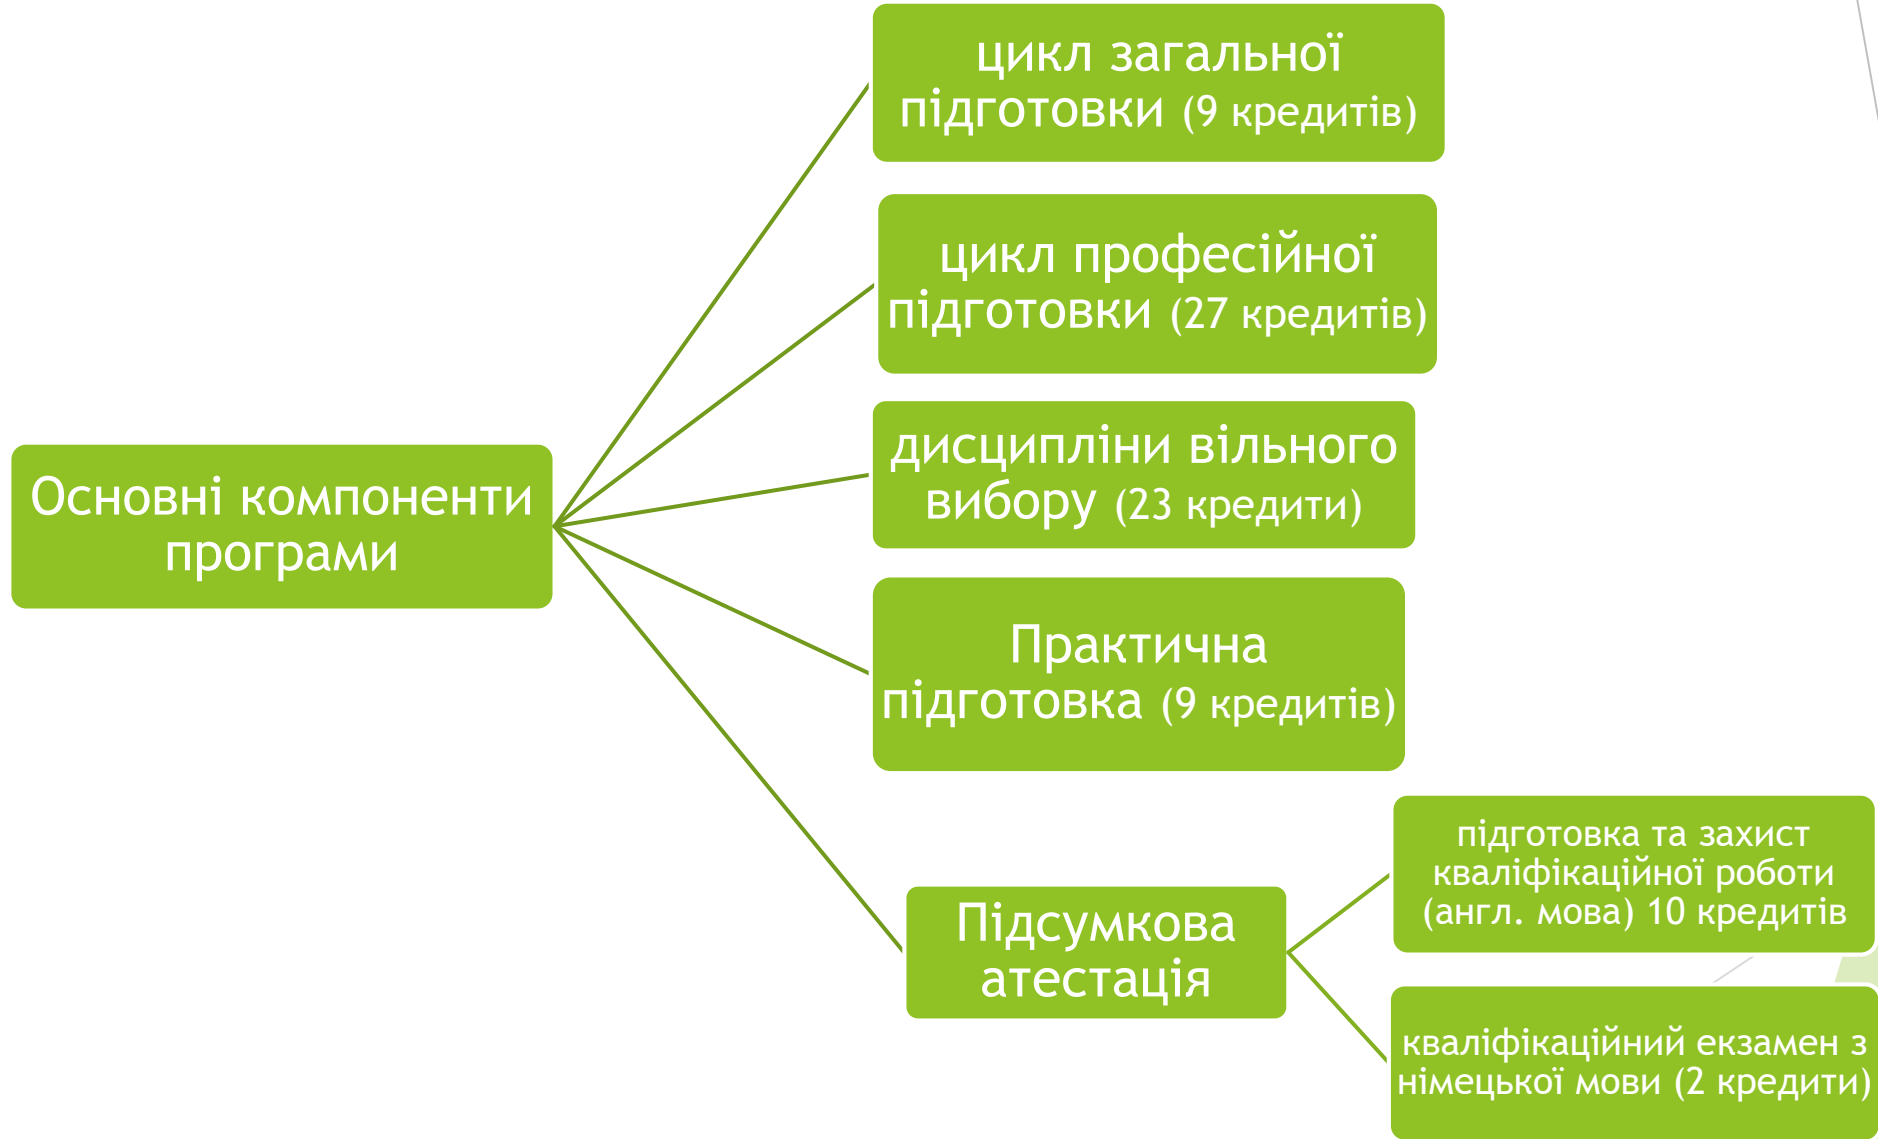 цикл загальної
підготовки (9 кредитів)
цикл професійної
підготовки (27 кредитів)
дисципліни вільного
вибору (23 кредити)
Основні компоненти
програми
Практична
підготовка (9 кредитів)
Підсумкова
атестація
підготовка та захист
кваліфікаційної роботи
(англ. мова) 10 кредитів
кваліфікаційний екзамен з
німецької мови (2 кредити)